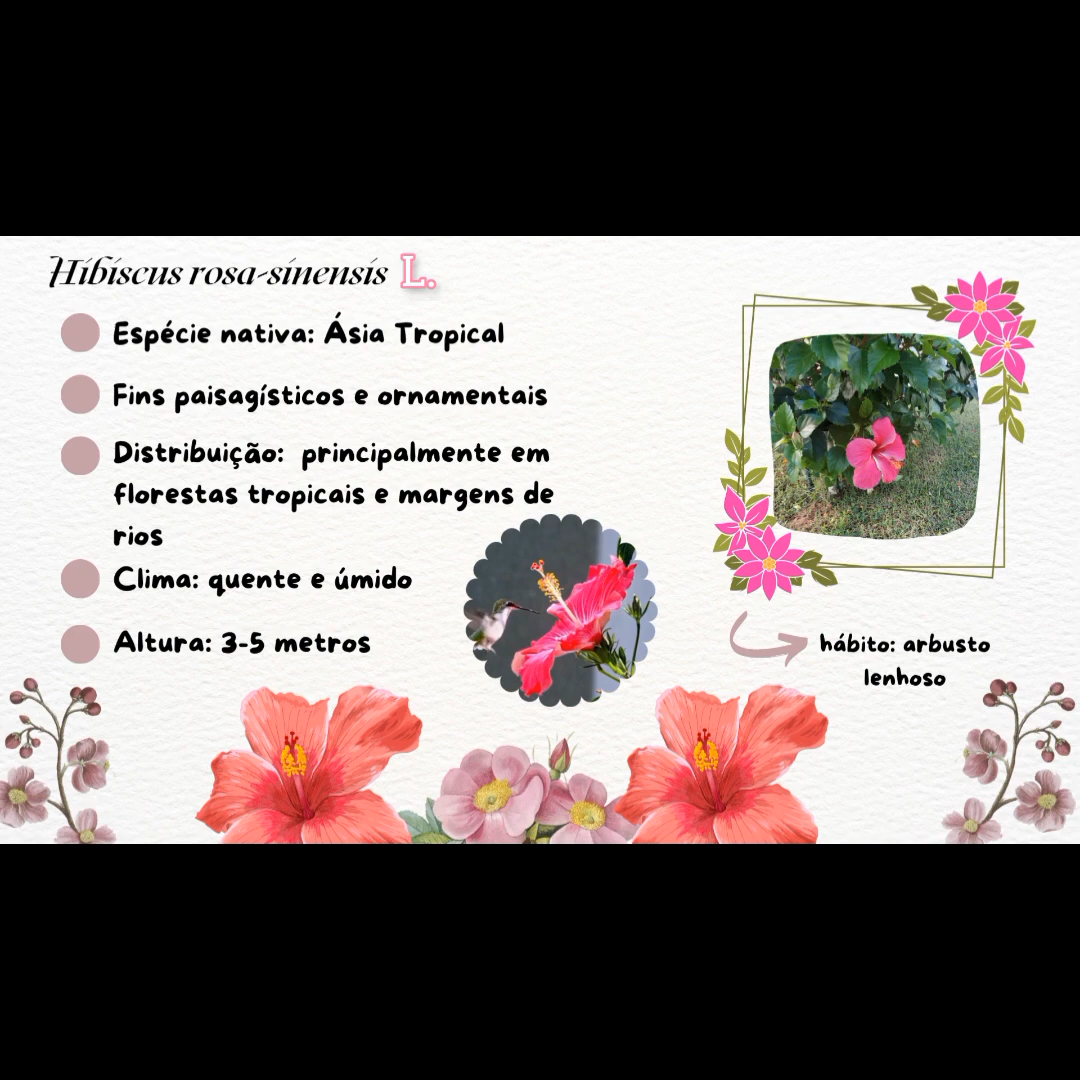 Hibiscus rosa-sinensis L.
Espécie nativa: Ásia Tropical
Fins paisagísticos e ornamentais
Distribuição: principalmente em
florestas tropicais e margens de
rios
Clima: quente e úmido
Altura: 3-5 metros
hábito: arbusto
lenhoso